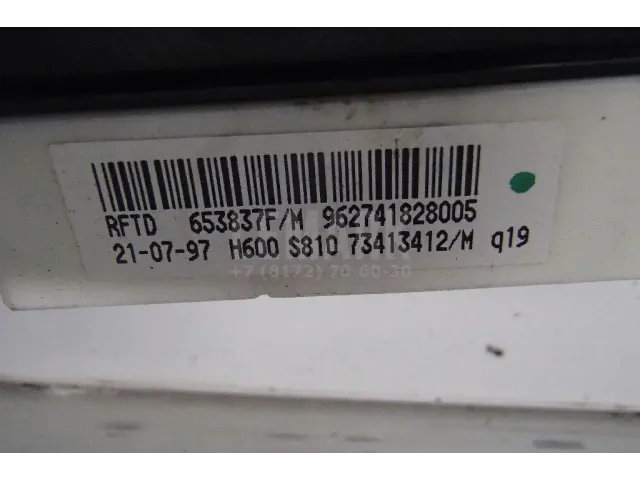 RFTD 653837F/M 962741828005
21-07-97 H600 S810 73413412/M q19
+7 (8172) 70-60-30